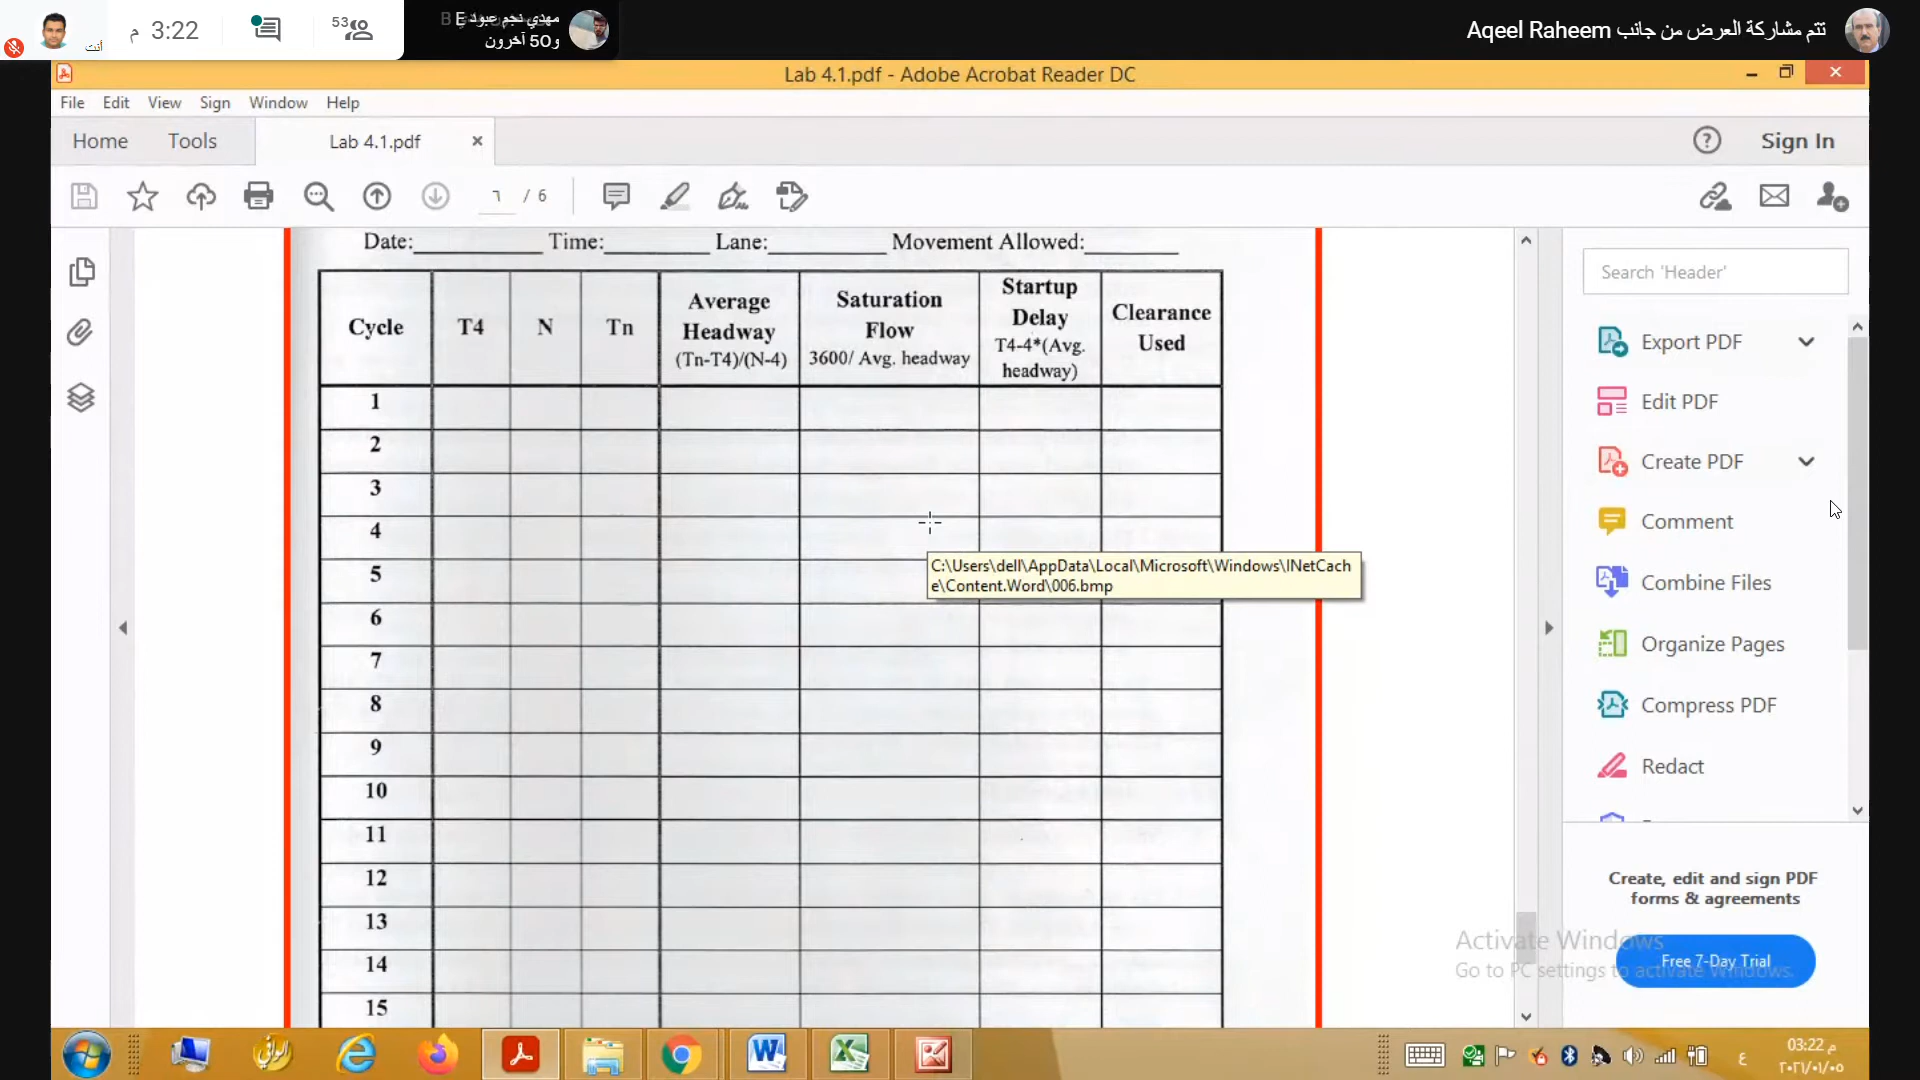 3:22 م
أنت
53
مهدي نجم عبود E
و50 آخرون
تتم مشاركة العرض من جانب Aqeel Raheem
Lab 4.1.pdf - Adobe Acrobat Reader DC
File Edit View Sign Window Help
Home Tools Lab 4.1.pdf ×
Sign In
٦ / 6
Date: Time: Lane: Movement Allowed:
Cycle T4 N Tn Average Headway (Tn-T4)/(N-4) Saturation Flow 3600/ Avg. headway Startup Delay T4-4*(Avg. headway) Clearance Used
1
2
3
4
5
6
7
8
9
10
11
12
13
14
15
C:\Users\dell\AppData\Local\Microsoft\Windows\INetCach
e\Content.Word\006.bmp
Search 'Header'
Export PDF
Edit PDF
Create PDF
Comment
Combine Files
Organize Pages
Compress PDF
Redact
Create, edit and sign PDF
forms & agreements
Free 7-Day Trial
Activate Windows
Go to PC settings to activate Windows.
الوافي
ع
03:22 م
٢٠٢١/٠١/٠٥